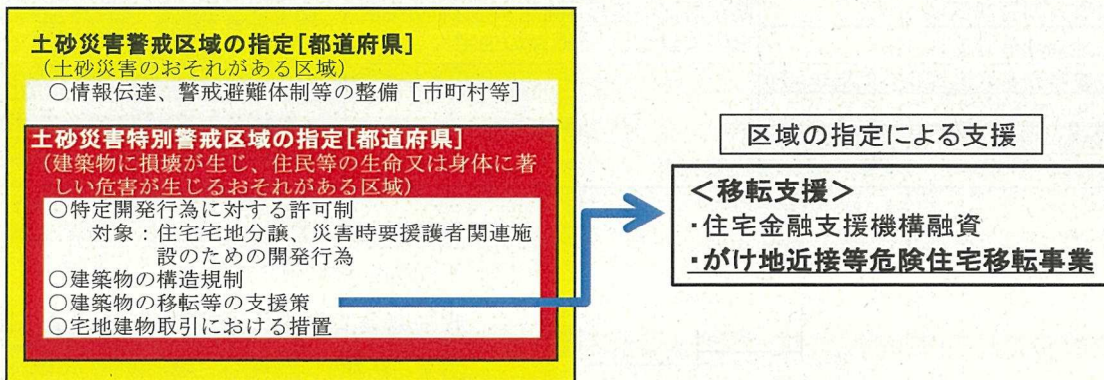 土砂災害警戒区域の指定[都道府県]
(土砂災害のおそれがある区域)
○情報伝達、警戒避難体制等の整備[市町村等]
土砂災害特別警戒区域の指定[都道府県]
(建築物に損壊が生じ、住民等の生命又は身体に著
しい危害が生じるおそれがある区域)
○特定開発行為に対する許可制
対象：住宅宅地分譲、災害時要援護者関連施
設のための開発行為
○建築物の構造規制
○建築物の移転等の支援策
○宅地建物取引における措置
区域の指定による支援
＜移転支援＞
・住宅金融支援機構融資
・がけ地近接等危険住宅移転事業